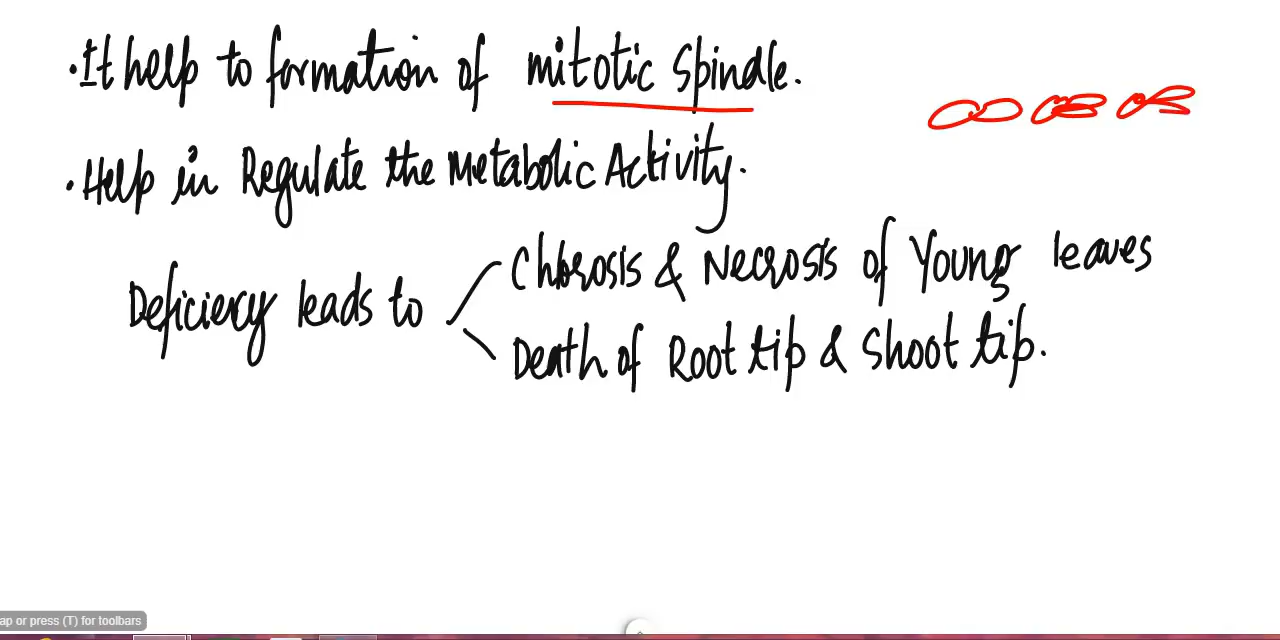 · It help to formation of mitotic spindle.
· Help in Regulate the Metabolic Activity.
Chlorosis & Necrosis of Young leaves
Deficiecy leads to
Death of Root tip & Shoot tip.
ap or press (T) for toolbars